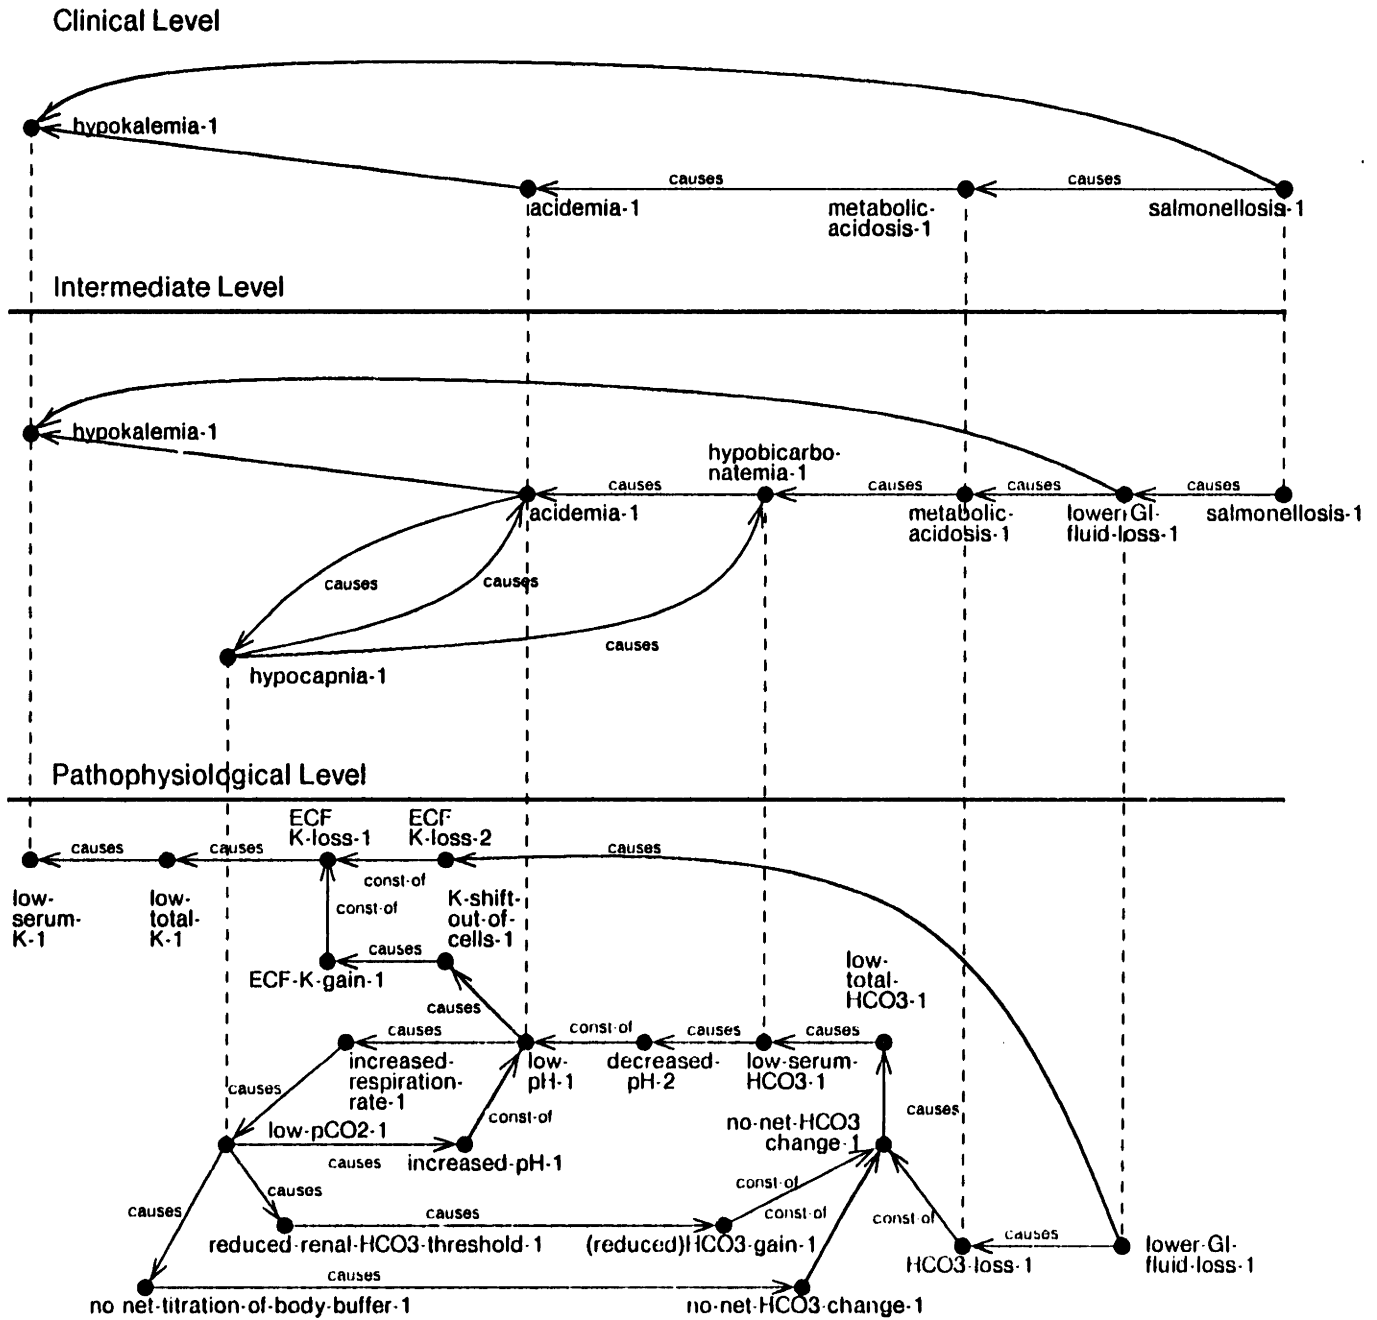 Clinical Level
hypokalemia-1
causes
causes
acidemia-1
metabolic-
acidosis-1
salmonellosis-1
Intermediate Level
hypokalemia-1
hypobicarbo-
natemia-1
causes
causes
causes
causes
acidemia-1
metabolic-
acidosis-1
lower-GI-
fluid-loss-1
salmonellosis-1
causes
causes
causes
hypocapnia-1
Pathophysiological Level
ECF
K-loss-1
ECF
K-loss-2
causes
causes
causes
const-of
low-
serum-
K-1
low-
total-
K-1
const-of
K-shift-
out-of-
cells-1
causes
ECF-K-gain-1
low-
total-
HCO3-1
causes
causes
const-of
causes
causes
increased-
respiration-
rate-1
low-
pH-1
decreased-
pH-2
low-serum-
HCO3-1
causes
const-of
causes
low-pCO2-1
causes
increased-pH-1
no-net-HCO3
change-1
causes
causes
const-of
const-of
const-of
causes
causes
reduced-renal-HCO3-threshold-1
(reduced)HCO3-gain-1
HCO3-loss-1
lower-GI-
fluid-loss-1
causes
no net-titration-of-body-buffer-1
no-net-HCO3-change-1